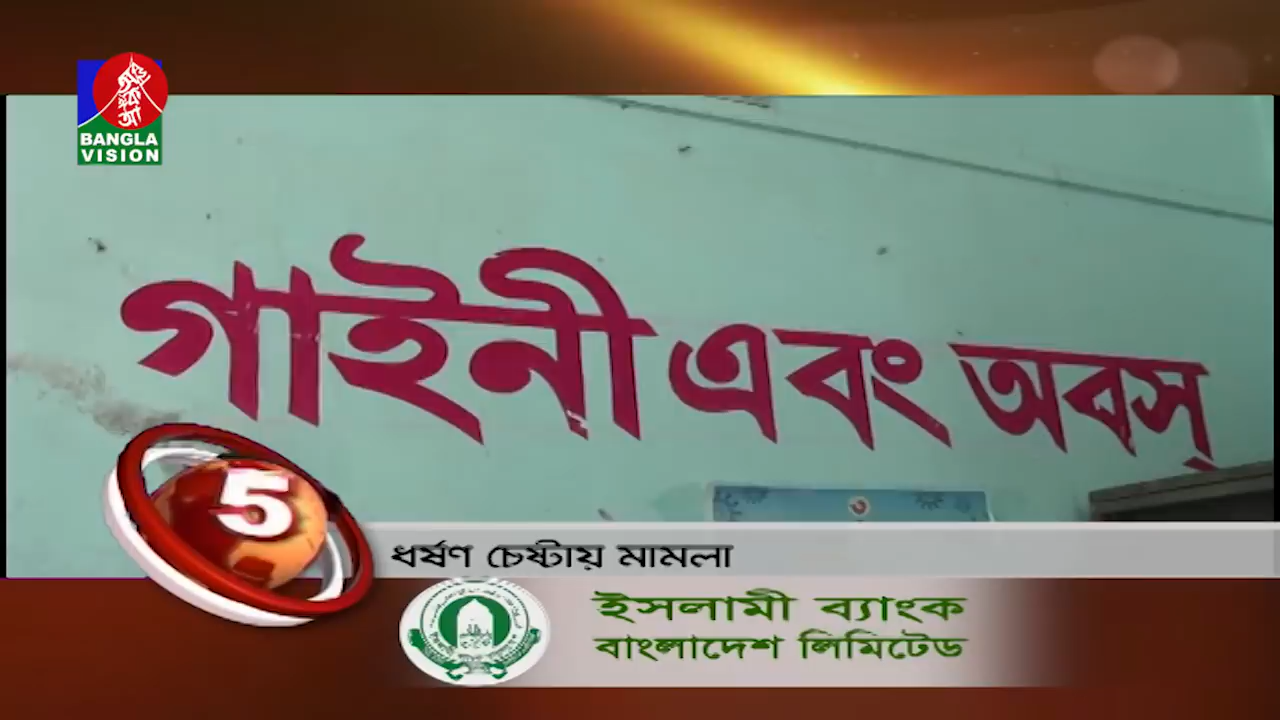 BANGLA
VISION
গাইনী এবং অবস্
5
ধর্ষণ চেষ্টায় মামলা
ইসলামী ব্যাংক
বাংলাদেশ লিমিটেড